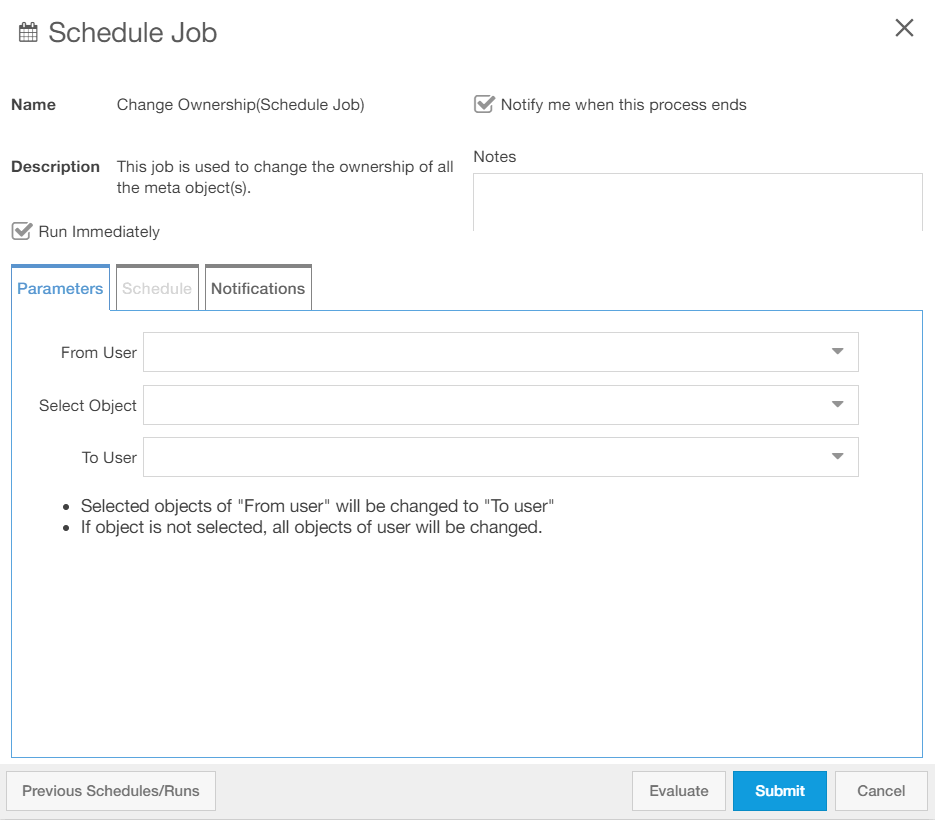 Schedule Job
Name Change Ownership(Schedule Job)
Notify me when this process ends
Description This job is used to change the ownership of all
the meta object(s).
Notes
Run Immediately
Parameters Schedule Notifications
From User
Select Object
To User
Selected objects of "From user" will be changed to "To user"
If object is not selected, all objects of user will be changed.
Previous Schedules/Runs Evaluate Submit Cancel